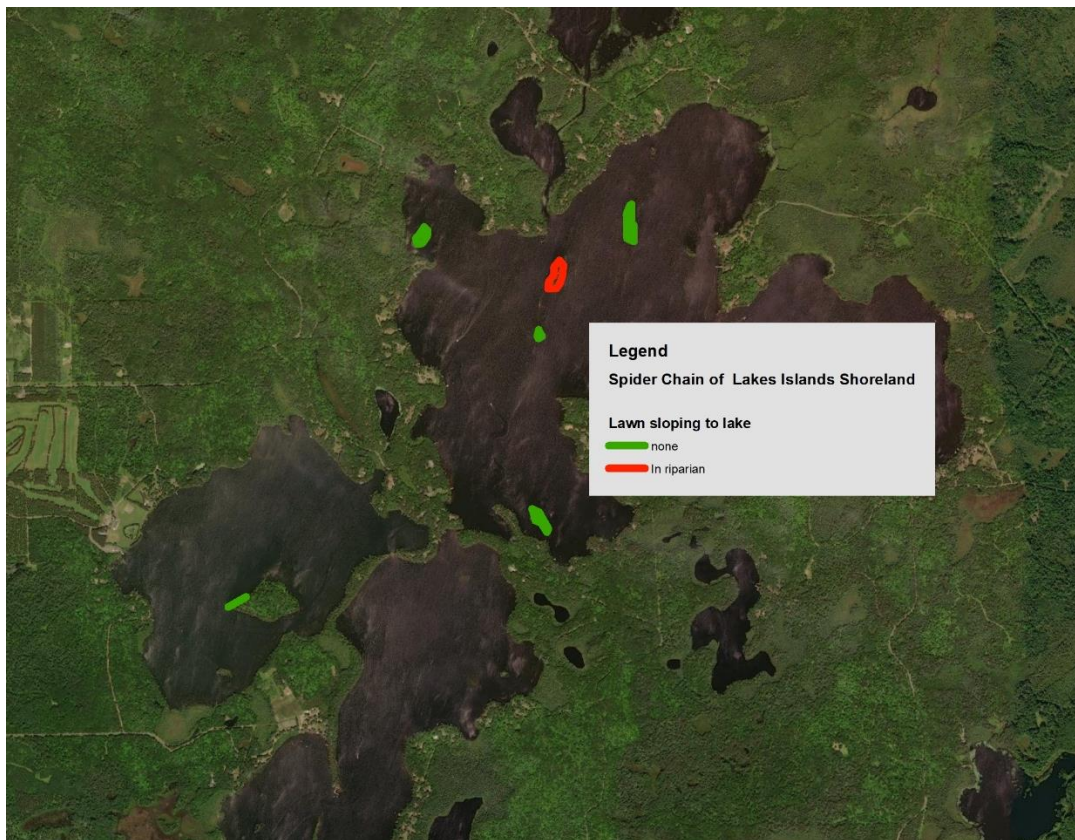 Legend
Spider Chain of Lakes Islands Shoreland
Lawn sloping to lake
none
In riparian